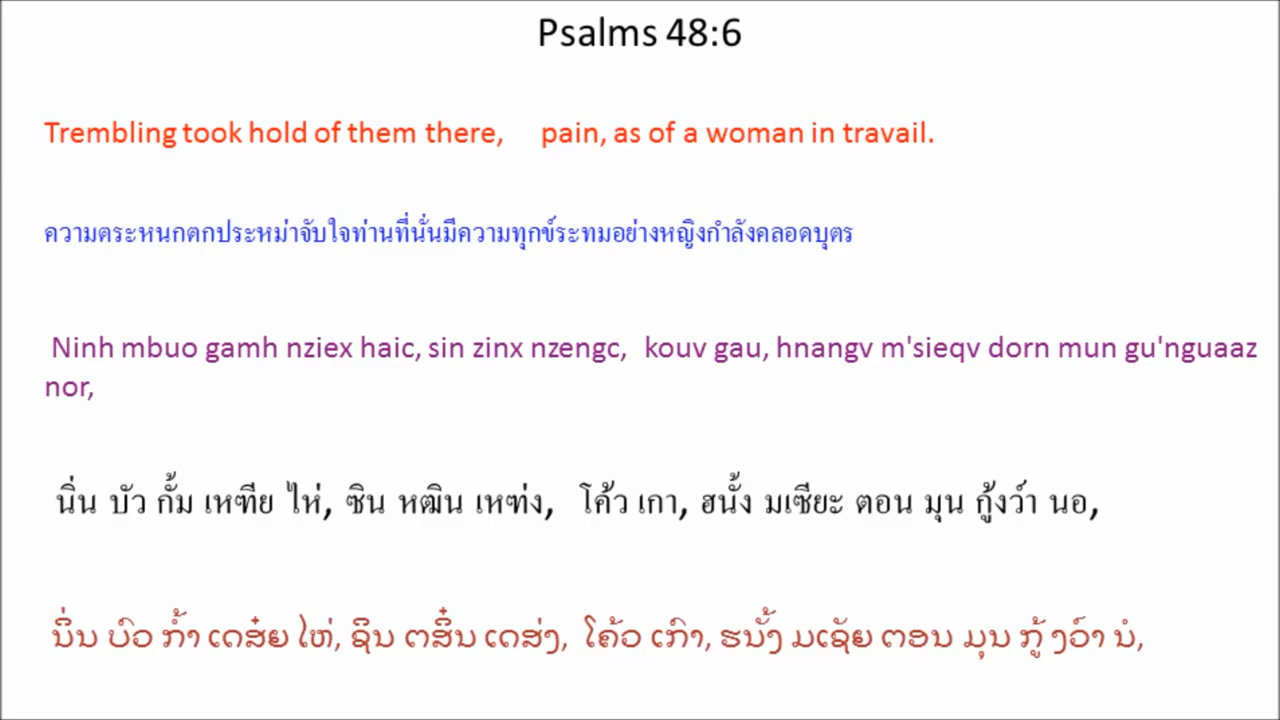 Psalms 48:6
Trembling took hold of them there, pain, as of a woman in travail.
ความตระหนกตกประหม่าจับใจท่านที่นั่นมีความทุกข์ระทมอย่างหญิงกำลังคลอดบุตร
Ninh mbuo gamh nziex haic, sin zinx nzengc, kouv gau, hnangv m'sieqv dorn mun gu'nguaaz
nor,
นิ่น บัว กั้ม เหฑีย ไห่, ซิน หฒิน เหฑ่ง, โค้ว เกา, ฮนั้ง มเซียะ ตอน มุน กู้งว์า นอ,
ນິ່ນ ບົວ ກ້ຳ ເດສ໋ຍ ໄຫ່, ຊິນ ຕສິ໋ນ ເດສ່ງ, ໂຄ້ວ ເກົາ, ຮນັ້ງ ມເຊັຍ ຕອນ ມຸນ ກູ້ ງວ໌າ ນໍ,